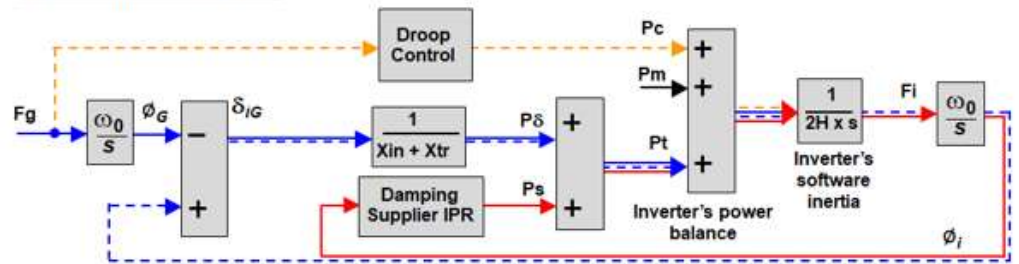 Droop
Control
Pc
+
Pm
+
Fg
ω0
s
ϕG
δiG
−
+
1
Xin + Xtr
Pδ
+
Damping
Supplier IPR
Ps
+
Pt
+
Inverter's power
balance
1
2H x s
Inverter's
software
inertia
Fi
ω0
s
ϕi